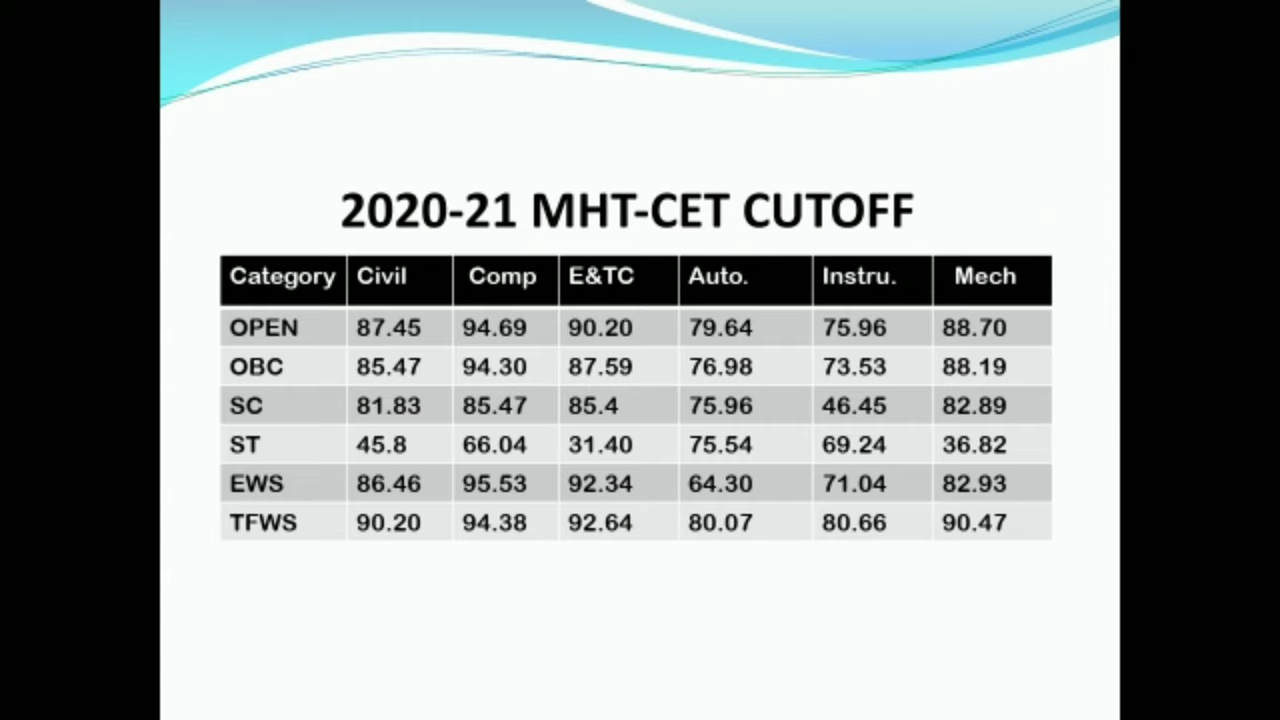 2020-21 MHT-CET CUTOFF
Category Civil Comp E&TC Auto. Instru. Mech
OPEN 87.45 94.69 90.20 79.64 75.96 88.70
OBC 85.47 94.30 87.59 76.98 73.53 88.19
SC 81.83 85.47 85.4 75.96 46.45 82.89
ST 45.8 66.04 31.40 75.54 69.24 36.82
EWS 86.46 95.53 92.34 64.30 71.04 82.93
TFWS 90.20 94.38 92.64 80.07 80.66 90.47